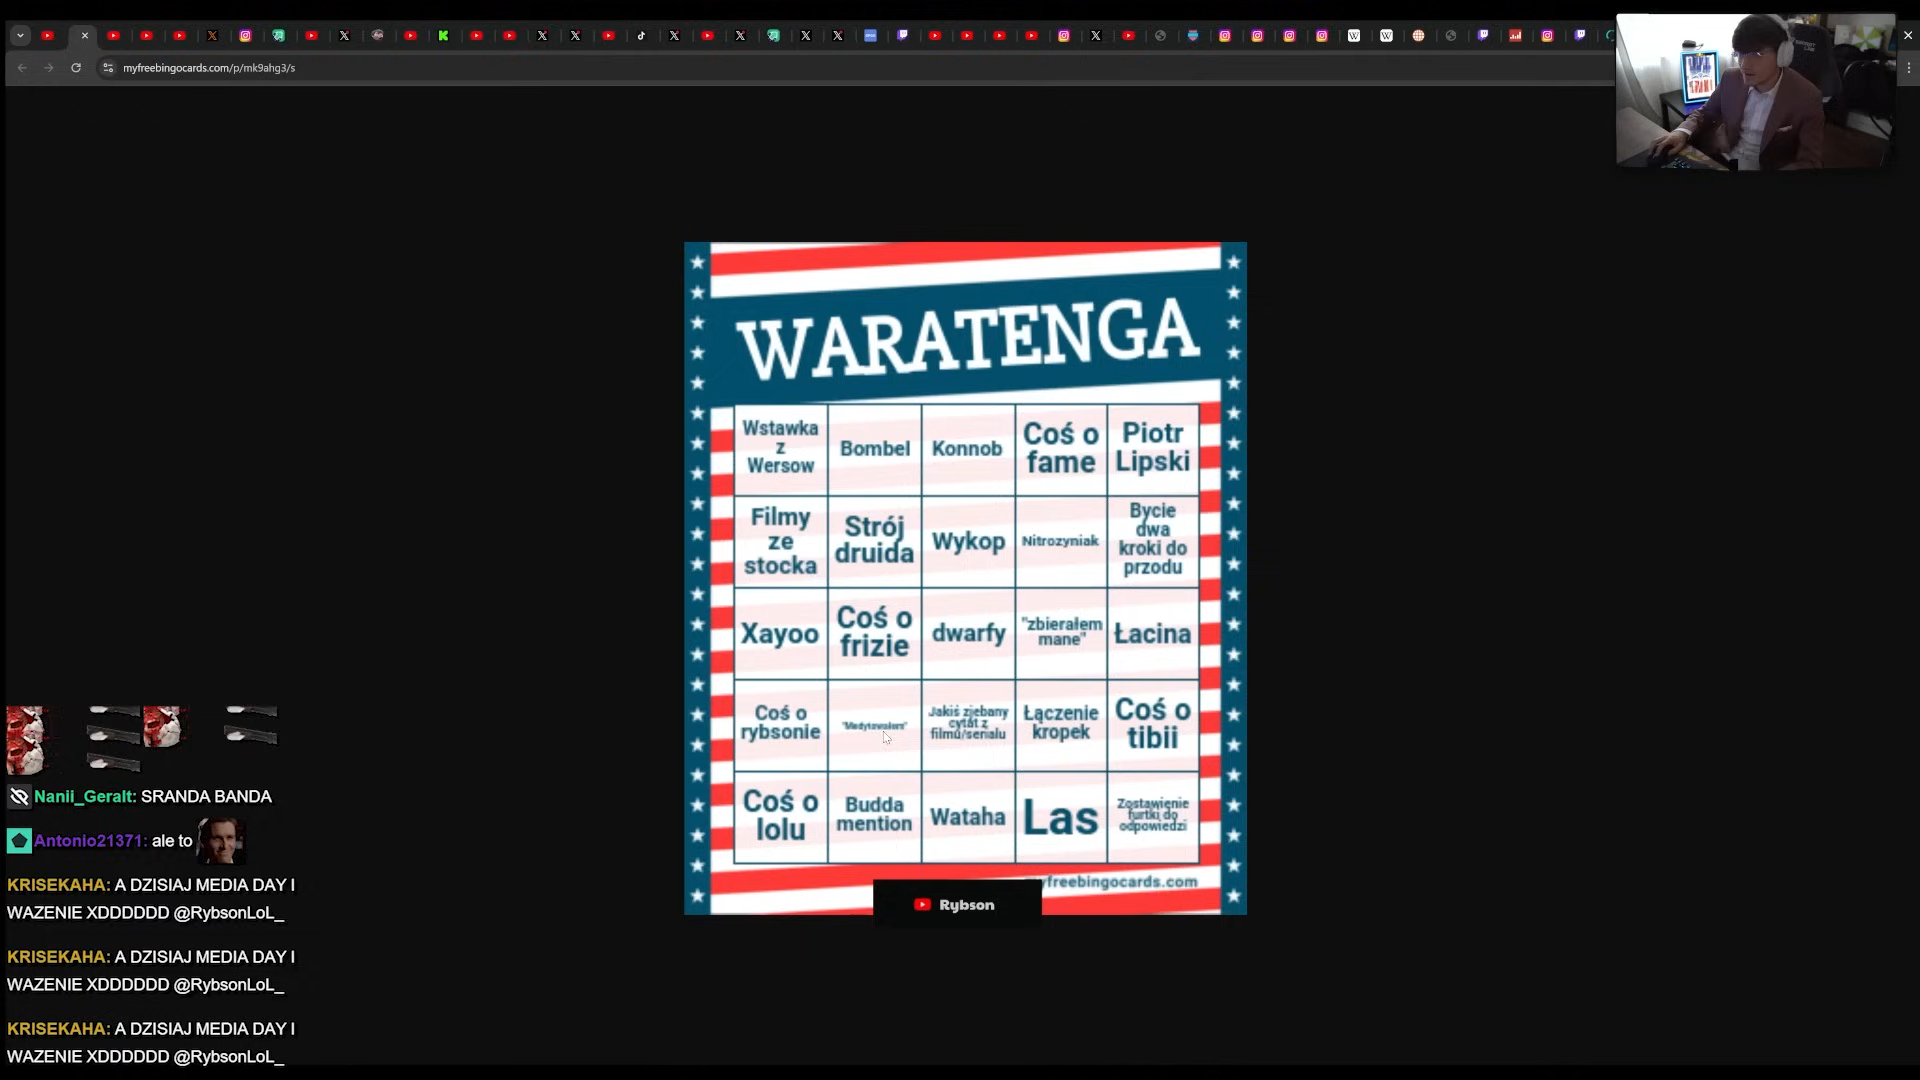 myfreebingocards.com/p/mk9ahg3/s
WARATENGA
Wstawka
z
Wersow
Bombel
Konnob
Coś o
fame
Piotr
Lipski
Filmy
ze
stocka
Strój
druida
Wykop
Nitrozyniak
Bycie
dwa
kroki do
przodu
Xayoo
Coś o
frizie
dwarfy
"zbierałem
mane"
Łacina
Coś o
rybsonie
"Medytowałem"
Jakiś zjebany
cytat z
filmu/serialu
Łączenie
kropek
Coś o
tibii
Coś o
lolu
Budda
mention
Wataha
Las
Zostawienie
furtki do
odpowiedzi
yfreebingocards.com
Rybson
Nanii_Geralt: SRANDA BANDA
Antonio21371: ale to
KRISEKAHA: A DZISIAJ MEDIA DAY I
WAZENIE XDDDDDD @RybsonLoL_
KRISEKAHA: A DZISIAJ MEDIA DAY I
WAZENIE XDDDDDD @RybsonLoL_
KRISEKAHA: A DZISIAJ MEDIA DAY I
WAZENIE XDDDDDD @RybsonLoL_